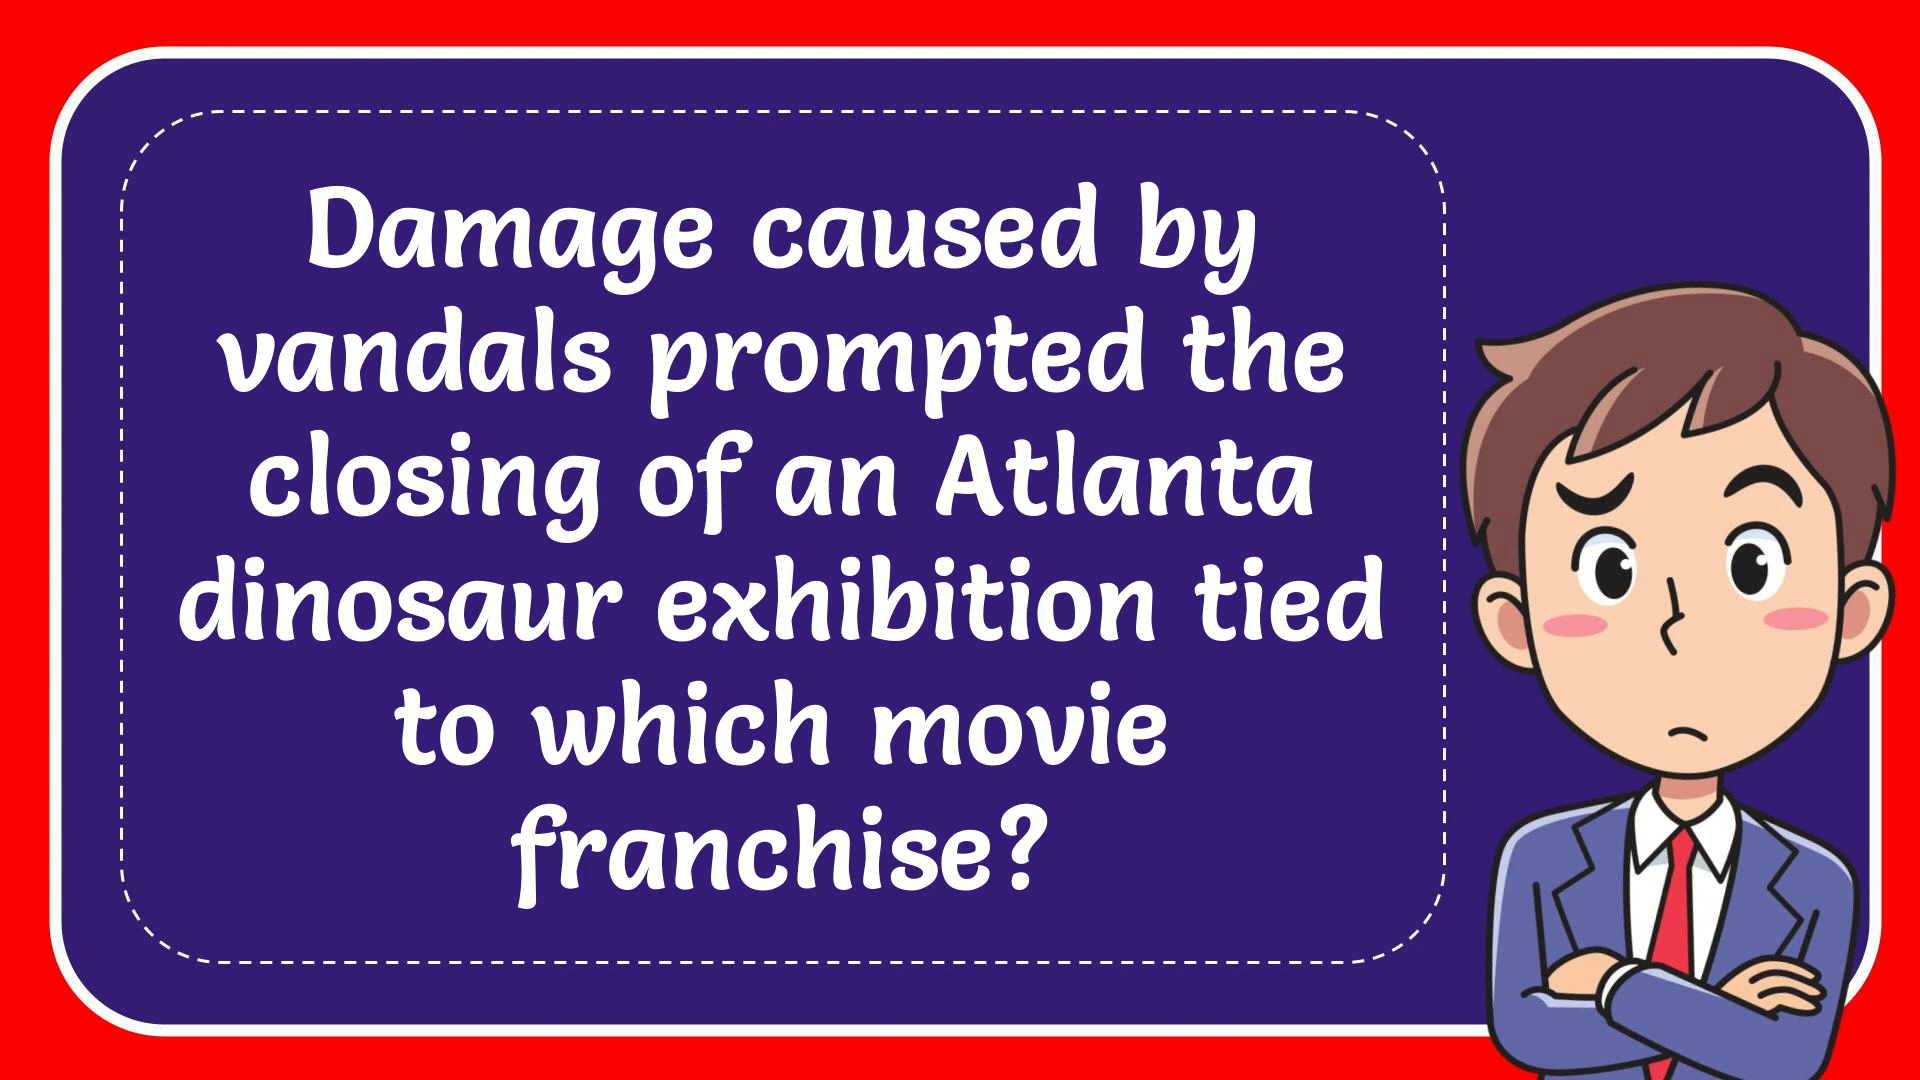 Damage caused by
vandals prompted the
closing of an Atlanta
dinosaur exhibition tied
to which movie
franchise?